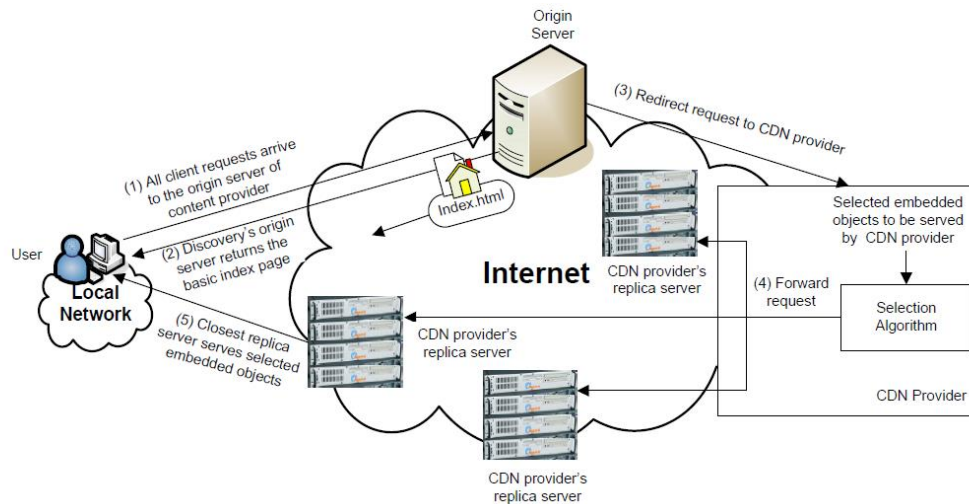 Origin
Server
(3) Redirect request to CDN provider
(1) All client requests arrive
to the origin server of
content provider
Index.html
(2) Discovery's origin
server returns the
basic index page
User
Local
Network
Internet
CDN provider's
replica server
Selected embedded
objects to be served
by CDN provider
(4) Forward
request
Selection
Algorithm
CDN provider's
replica server
(5) Closest replica
server serves selected
embedded objects
CDN Provider
CDN provider's
replica server